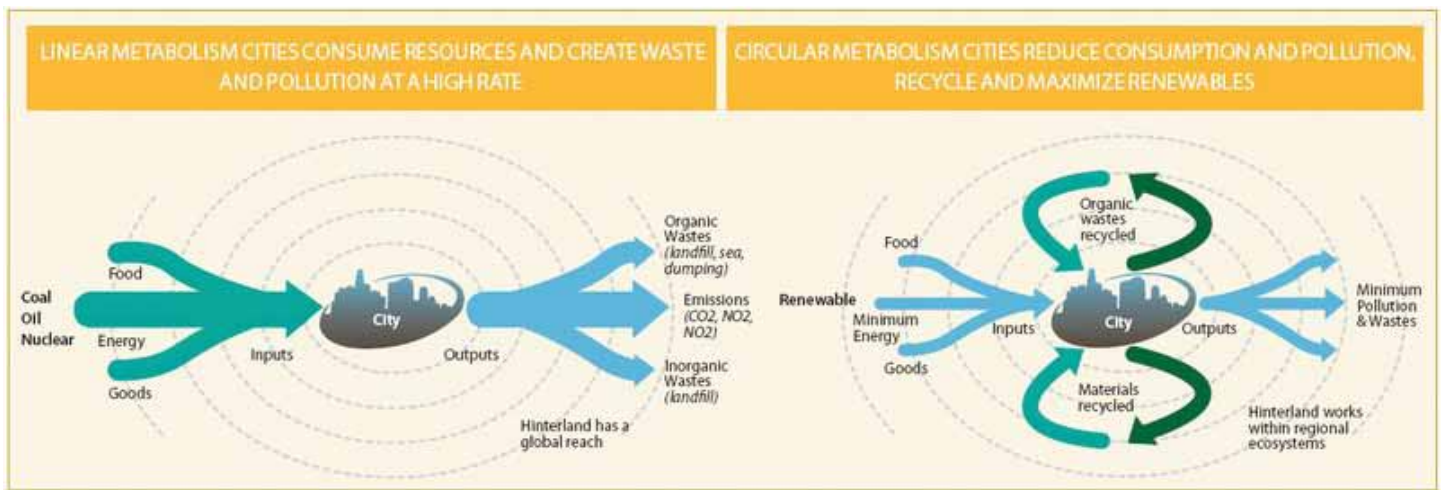 LINEAR METABOLISM CITIES CONSUME RESOURCES AND CREATE WASTE
AND POLLUTION AT A HIGH RATE
CIRCULAR METABOLISM CITIES REDUCE CONSUMPTION AND POLLUTION,
RECYCLE AND MAXIMIZE RENEWABLES
Food
Coal
Oil
Nuclear
Energy
Goods
Inputs
City
Outputs
Organic
Wastes
(landfill, sea,
dumping)
Emissions
(CO2, NO2,
NO2)
Inorganic
Wastes
(landfill)
Hinterland has a
global reach
Food
Renewable
Minimum
Energy
Goods
Inputs
Organic
wastes
recycled
City
Materials
recycled
Outputs
Minimum
Pollution
& Wastes
Hinterland works
within regional
ecosystems